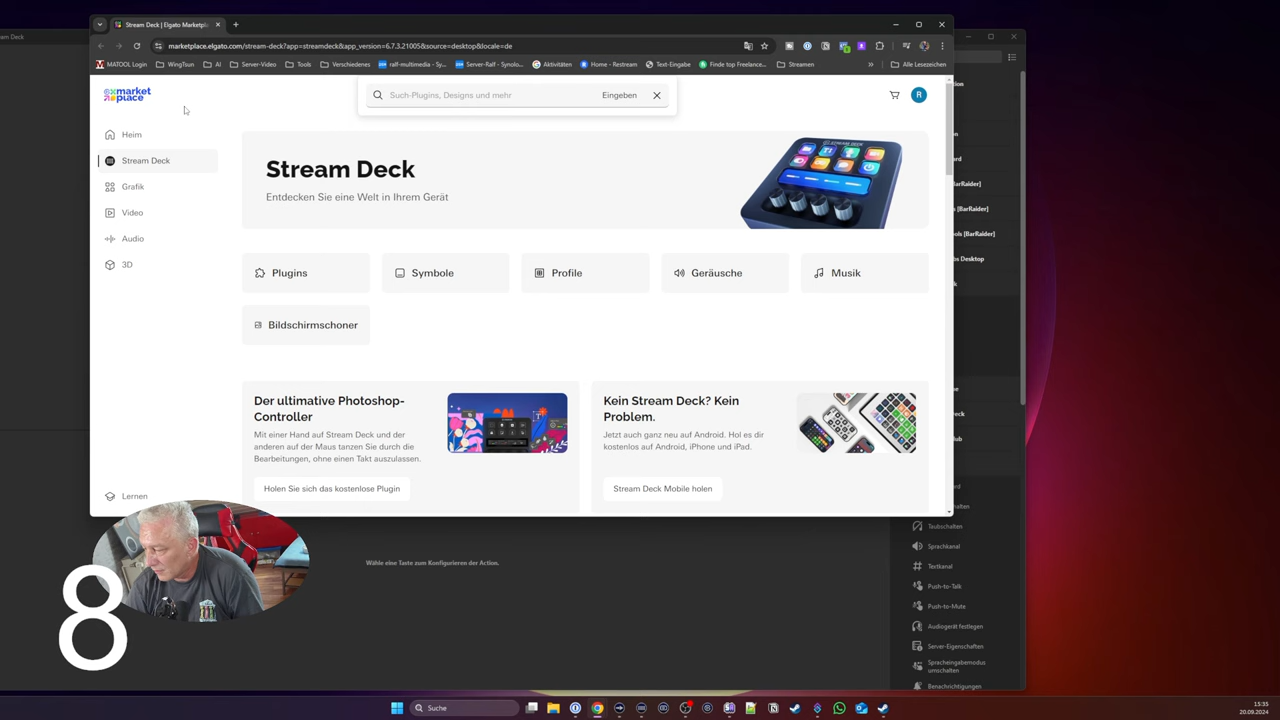 Stream Deck | Elgato Marketpla
marketplace.elgato.com/stream-deck?app=streamdeck&app_version=6.7.3.21005&source=desktop&locale=de
MATOOL Login
WingTsun
AI
Server-Video
Tools
Verschiedenes
ralf-multimedia - Sy...
Server-Ralf - Synolo...
Aktivitäten
Home - Restream
Text-Eingabe
Finde top Freelance...
Streamen
Alle Lesezeichen
market place
Such-Plugins, Designs und mehr
Eingeben
R
Heim
Stream Deck
Grafik
Video
Audio
3D
Lernen
Stream Deck
Entdecken Sie eine Welt in Ihrem Gerät
Plugins
Symbole
Profile
Geräusche
Musik
Bildschirmschoner
Der ultimative Photoshop-
Controller
Mit einer Hand auf Stream Deck und der
anderen auf der Maus tanzen Sie durch die
Bearbeitungen, ohne einen Takt auszulassen.
Holen Sie sich das kostenlose Plugin
Kein Stream Deck? Kein
Problem.
Jetzt auch ganz neu auf Android. Hol es dir
kostenlos auf Android, iPhone und iPad.
Stream Deck Mobile holen
Wähle eine Taste zum Konfigurieren der Action.
8
Taubschalten
Sprachkanal
Textkanal
Push-to-Talk
Push-to-Mute
Audiogerät festlegen
Server-Eigenschaften
Spracheingabemodus
umschalten
Benachrichtigungen
Suche
15:35
20.09.2024